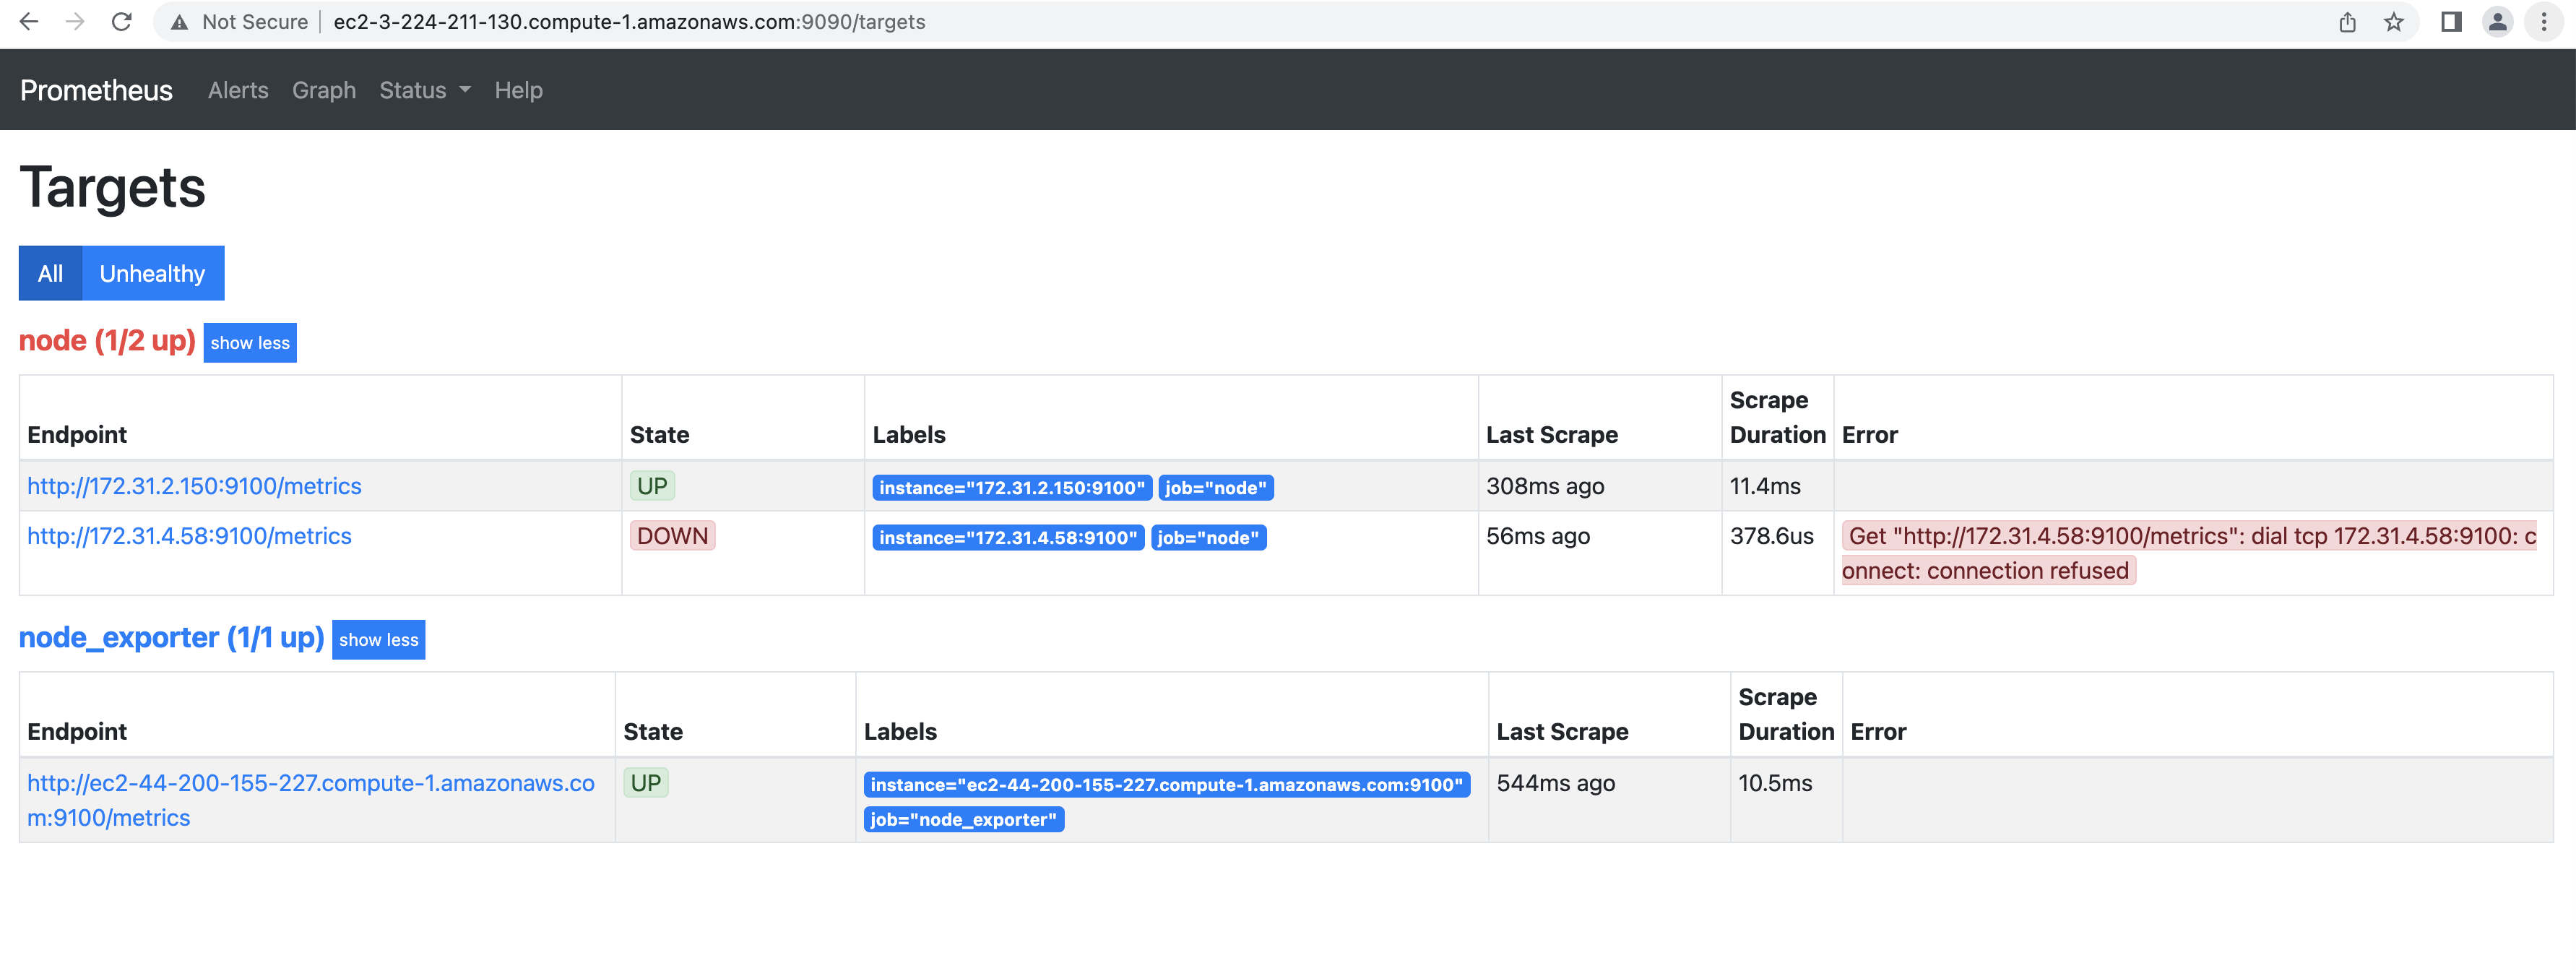 Not Secure ec2-3-224-211-130.compute-1.amazonaws.com:9090/targets
Prometheus Alerts Graph Status Help
Targets
All Unhealthy
node (1/2 up) show less
Endpoint State Labels Last Scrape Scrape Duration Error
http://172.31.2.150:9100/metrics UP instance="172.31.2.150:9100" job="node" 308ms ago 11.4ms
http://172.31.4.58:9100/metrics DOWN instance="172.31.4.58:9100" job="node" 56ms ago 378.6us Get "http://172.31.4.58:9100/metrics": dial tcp 172.31.4.58:9100: c
onnect: connection refused
node_exporter (1/1 up) show less
Endpoint State Labels Last Scrape Scrape Duration Error
http://ec2-44-200-155-227.compute-1.amazonaws.co UP instance="ec2-44-200-155-227.compute-1.amazonaws.com:9100" 544ms ago 10.5ms
m:9100/metrics job="node_exporter"